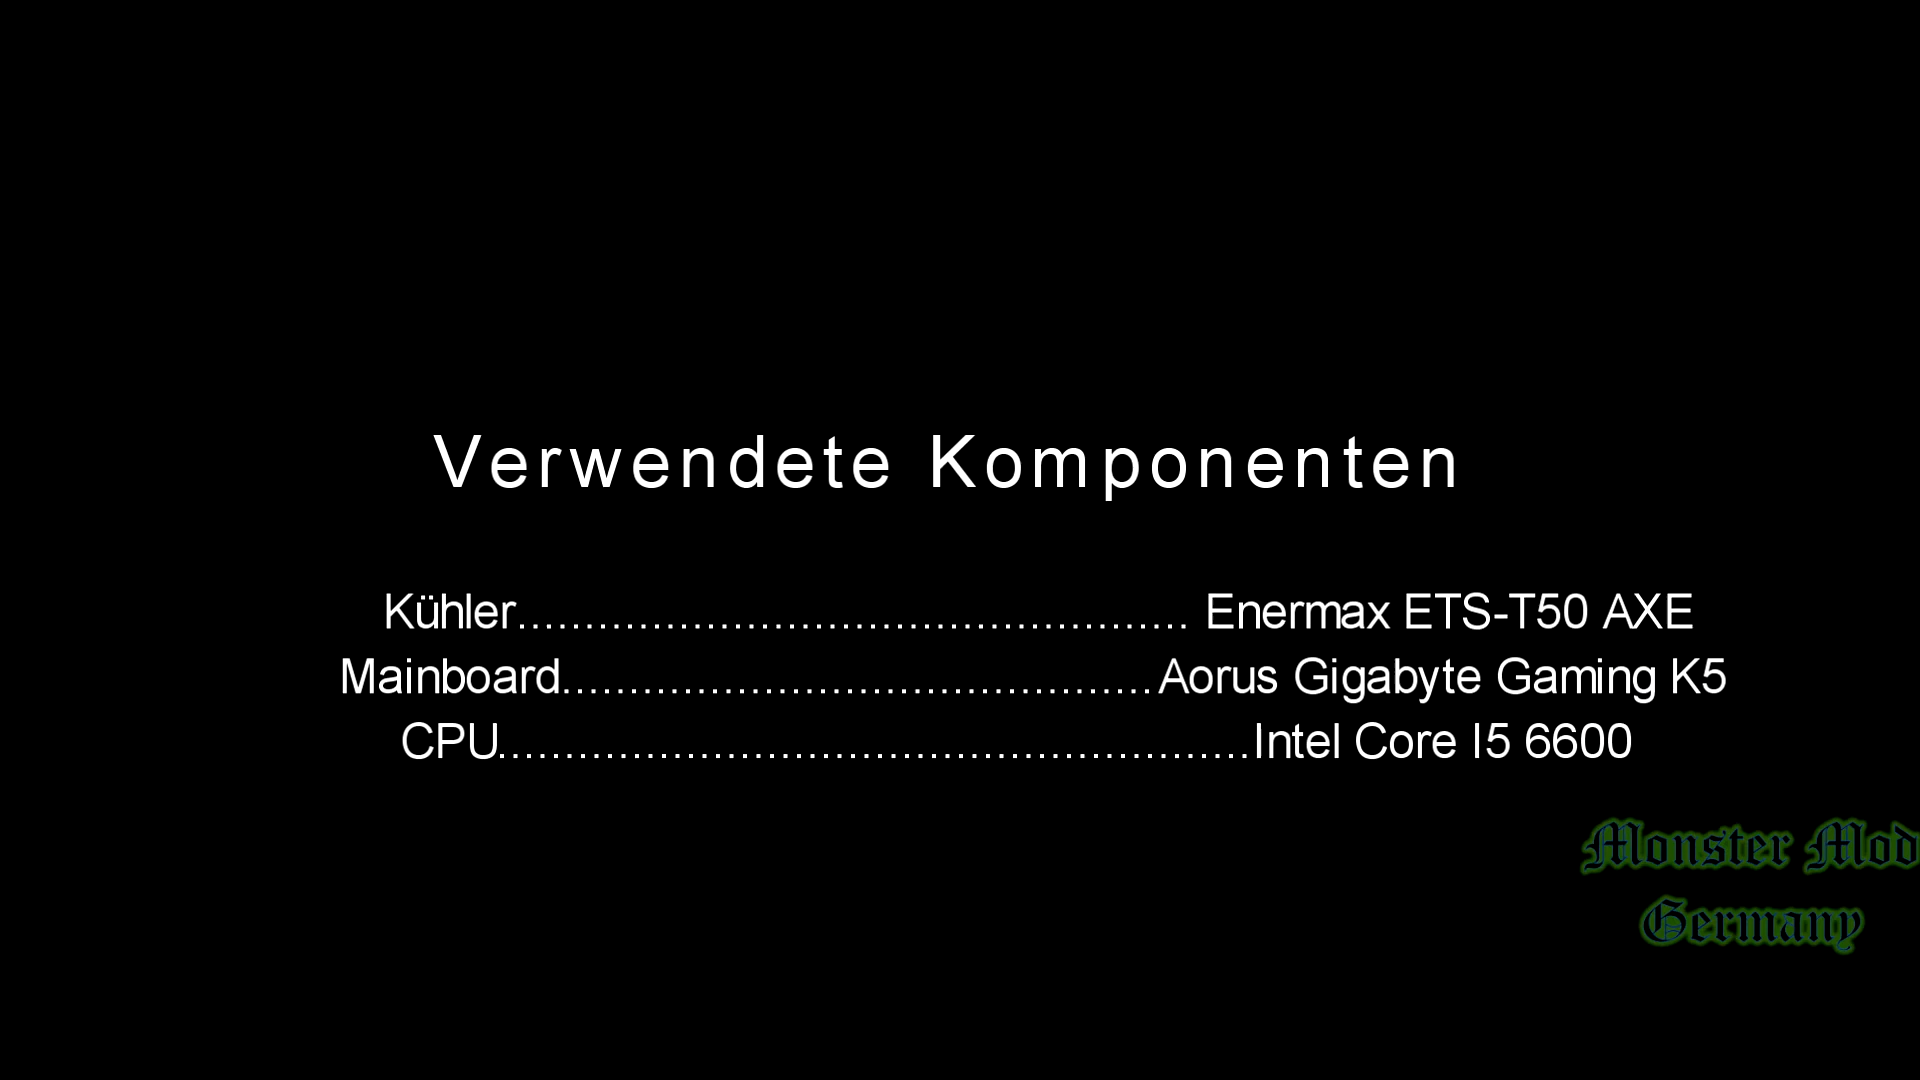 Verwendete Komponenten
Kühler.................................................. Enermax ETS-T50 AXE
Mainboard............................................Aorus Gigabyte Gaming K5
CPU........................................................Intel Core I5 6600
Monster Mod
Germany